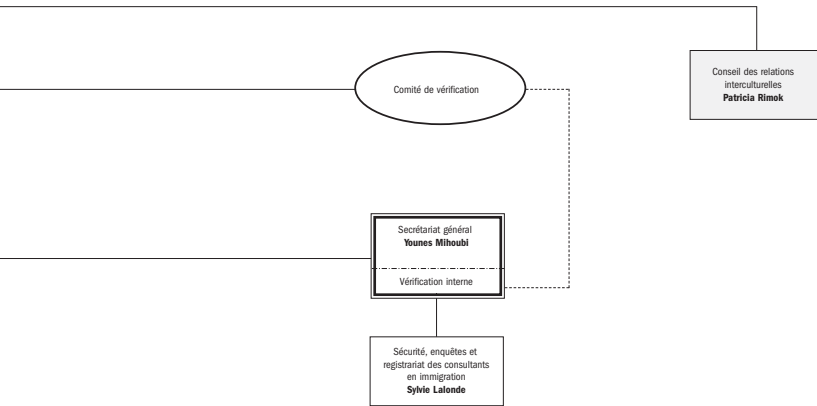 Comité de vérification
Conseil des relations
interculturelles
Patricia Rimok
Secrétariat général
Younes Mihoubi
Vérification interne
Sécurité, enquêtes et
registrariat des consultants
en immigration
Sylvie Lalonde